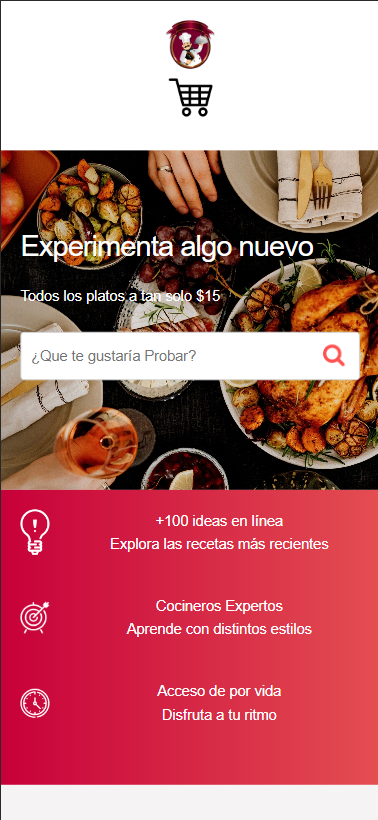 Experimenta algo nuevo
Todos los platos a tan solo $15
¿Que te gustaría Probar?
+100 ideas en línea
Explora las recetas más recientes
Cocineros Expertos
Aprende con distintos estilos
Acceso de por vida
Disfruta a tu ritmo